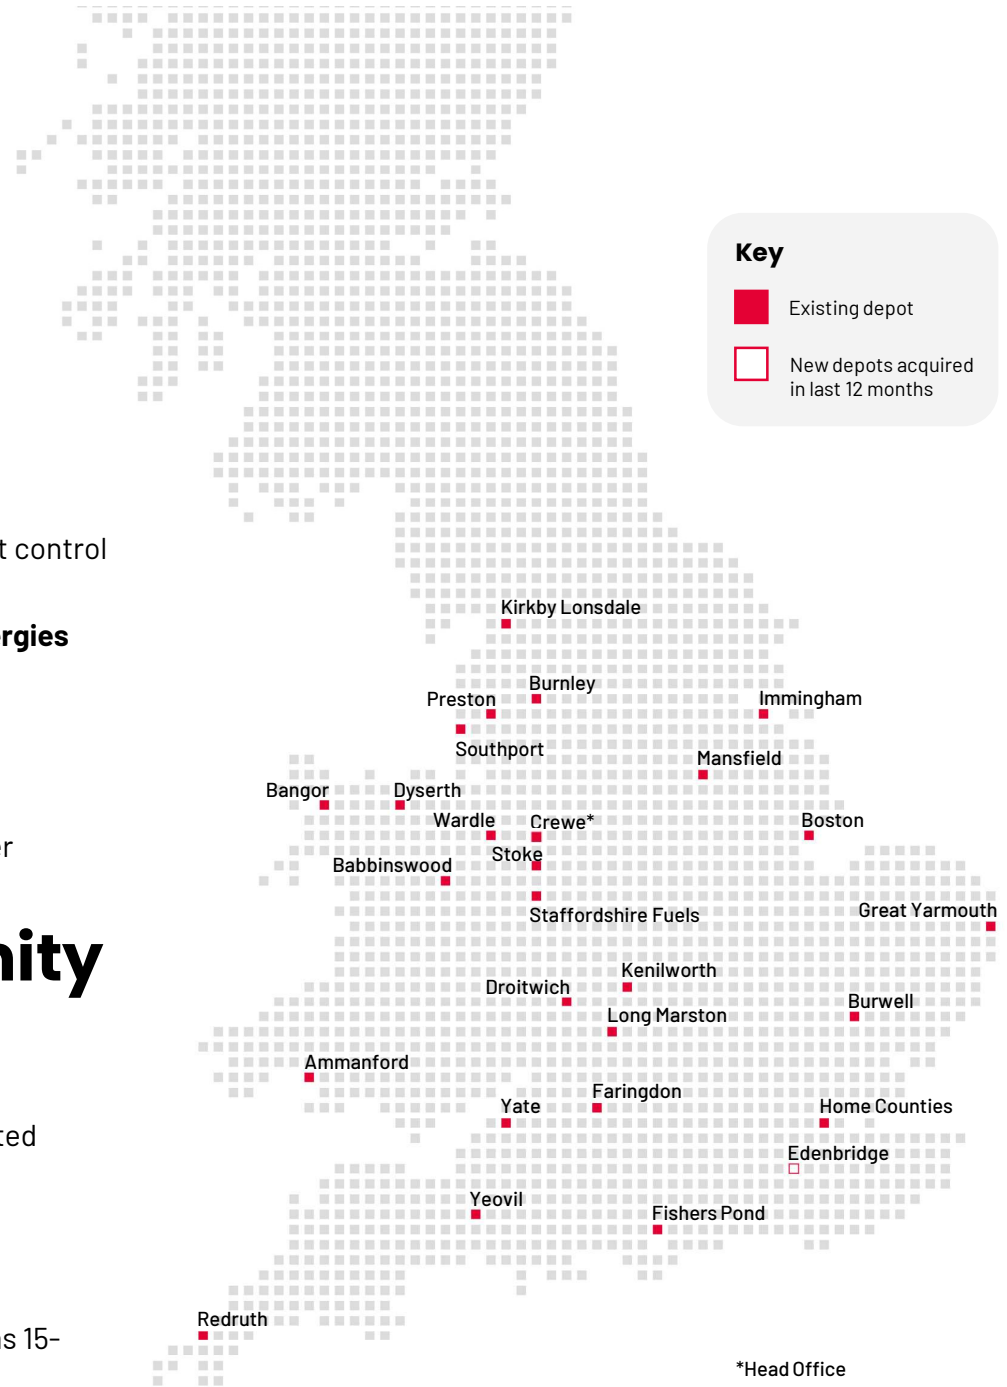 Key
Existing depot
New depots acquired
in last 12 months
t control
rgies
er
nity
ted
s 15-
Kirkby Lonsdale
Burnley
Preston
Immingham
Southport
Mansfield
Bangor
Dyserth
Wardle
Crewe*
Boston
Stoke
Babbinswood
Staffordshire Fuels
Great Yarmouth
Kenilworth
Droitwich
Long Marston
Burwell
Ammanford
Faringdon
Yate
Home Counties
Edenbridge
Yeovil
Fishers Pond
Redruth
*Head Office